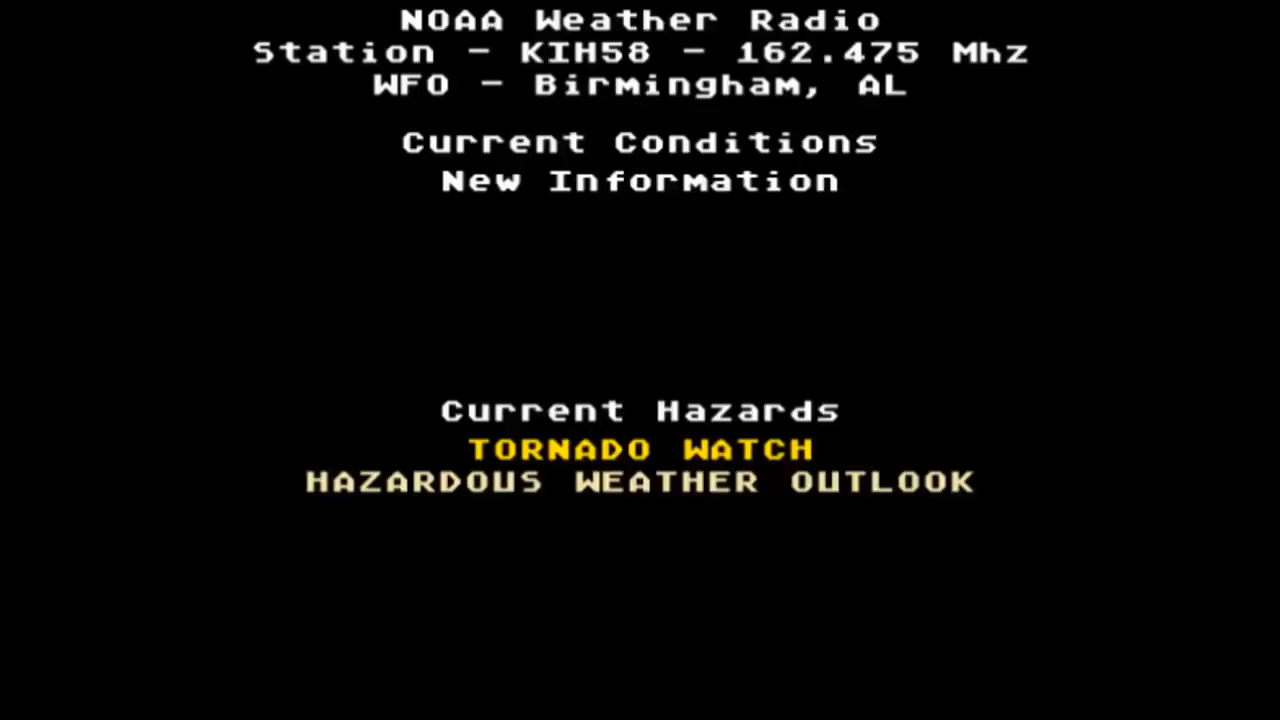 NOAA Weather Radio
Station - KIH58 - 162.475 Mhz
WFO - Birmingham, AL
Current Conditions
New Information
Current Hazards
TORNADO WATCH
HAZARDOUS WEATHER OUTLOOK